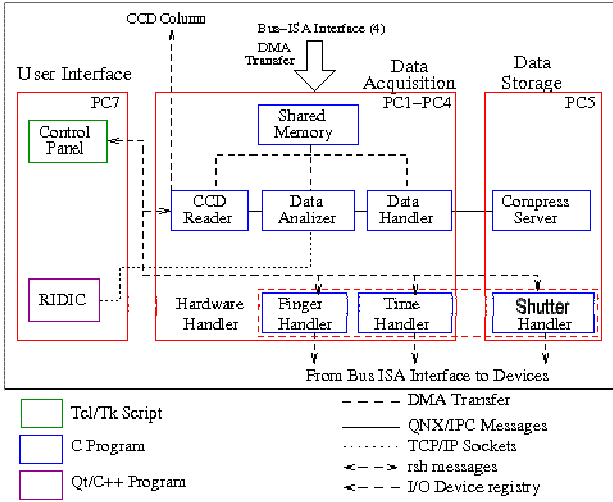 CCD Column
Bus-ISA Interface (4)
DMA
Transfer
User Interface
Data
Acquisition
Data
Storage
PC7
PC1-PC4
PC5
Control
Panel
Shared
Memory
CCD
Reader
Data
Analizer
Data
Handler
Compress
Server
RIDIC
Hardware
Handler
Finger
Handler
Time
Handler
Shutter
Handler
From Bus ISA Interface to Devices
Tcl/Tk Script
C Program
Qt/C++ Program
DMA Transfer
QNX/IPC Messages
TCP/IP Sockets
rsh messages
I/O Device registry